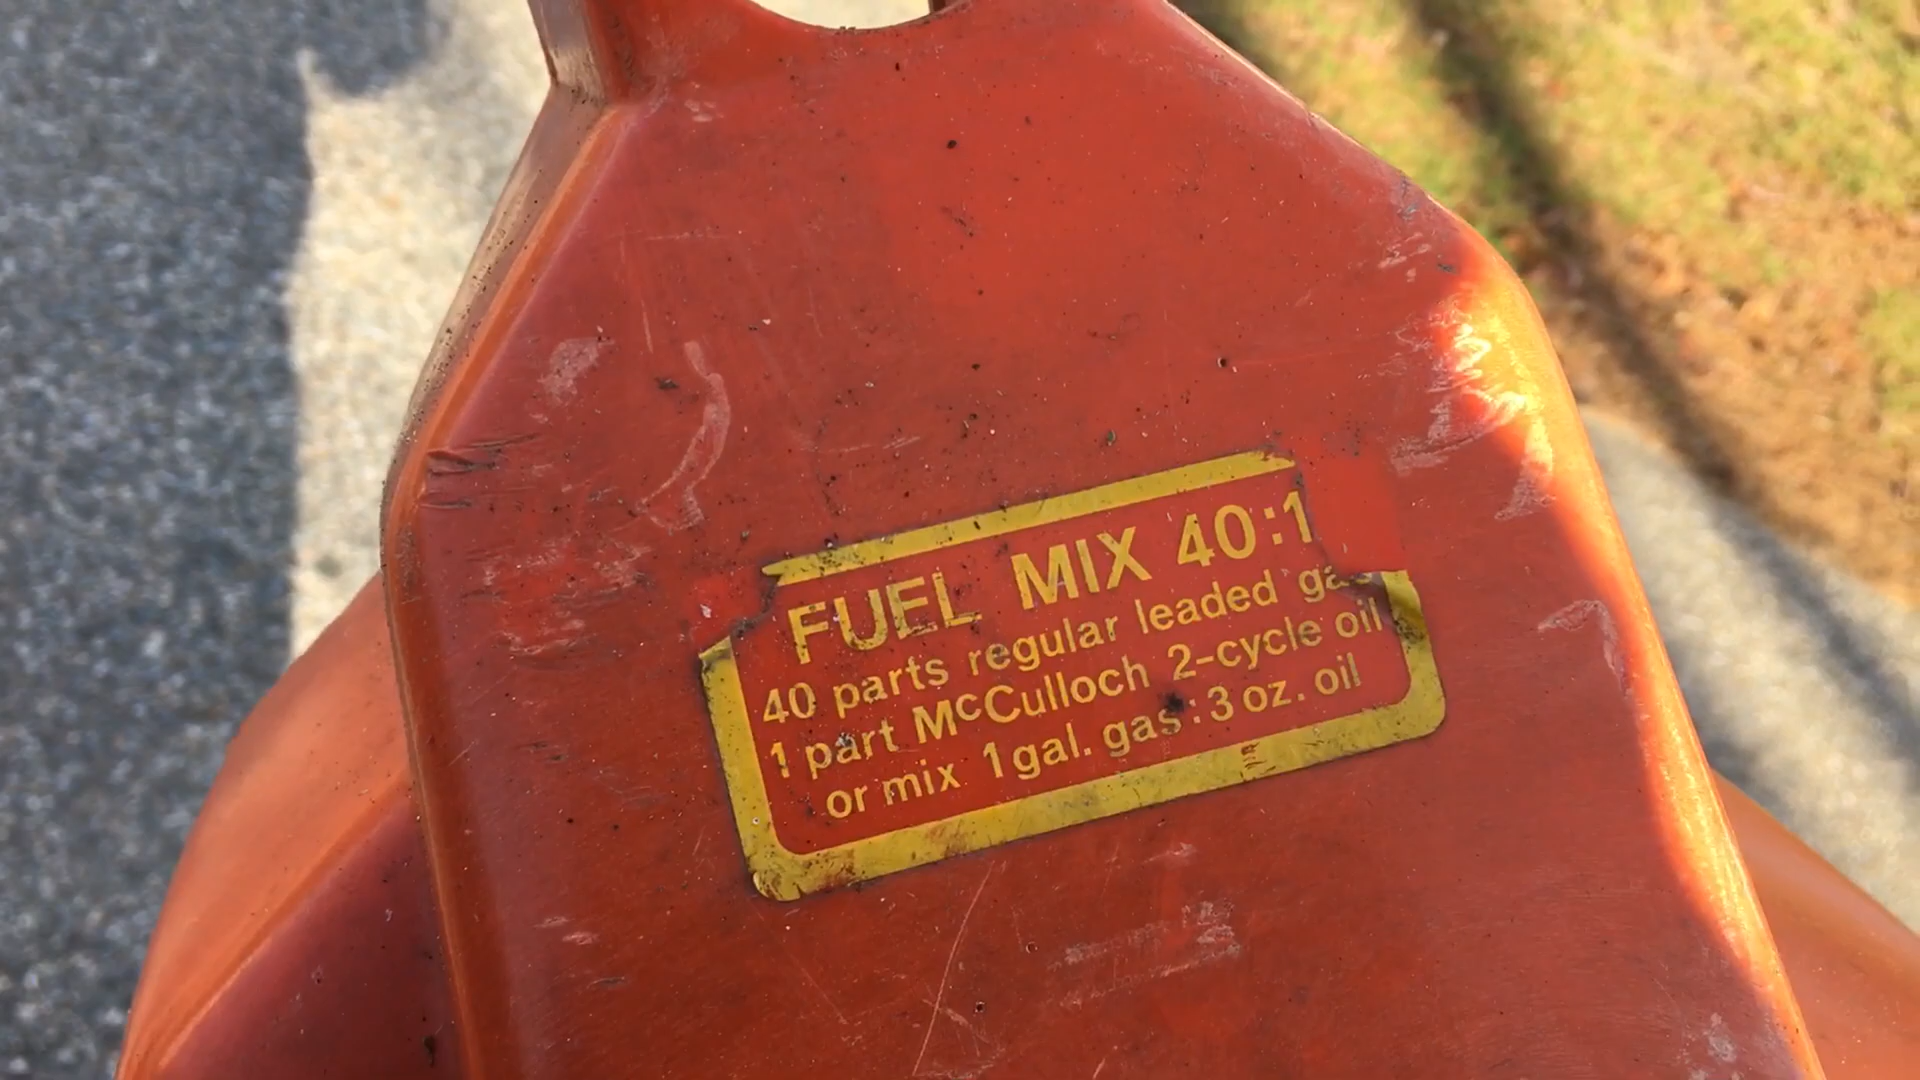 FUEL MIX 40:1
40 parts regular leaded gas
1 part McCulloch 2-cycle oil
or mix 1 gal. gas: 3 oz. oil